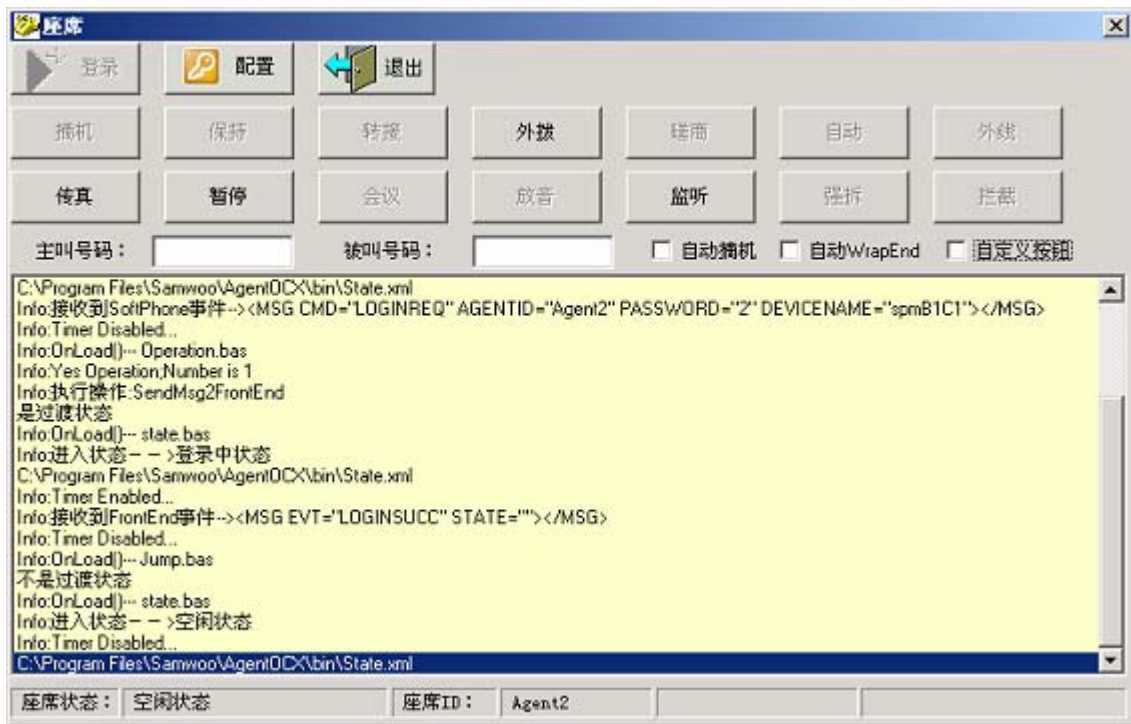 座席
登录 配置 退出
摘机 保持 转接 外拨 磋商 自动 外线
传真 暂停 会议 放音 监听 强拆 拦截
主叫号码： 被叫号码： 自动摘机 自动WrapEnd 自定义按钮
C:\Program Files\Samwoo\AgentOCX\bin\State.xml
Info:接收到SoftPhone事件--><MSG CMD="LOGINREQ" AGENTID="Agent2" PASSWORD="2" DEVICENAME="spmB1C1"></MSG>
Info:Timer Disabled...
Info:OnLoad()--- Operation.bas
Info:Yes Operation;Number is 1
Info:执行操作:SendMsg2FrontEnd
是过渡状态
Info:OnLoad()--- state.bas
Info:进入状态－－>登录中状态
C:\Program Files\Samwoo\AgentOCX\bin\State.xml
Info:Timer Enabled...
Info:接收到FrontEnd事件--><MSG EVT="LOGINSUCC" STATE=""></MSG>
Info:Timer Disabled...
Info:OnLoad()--- Jump.bas
不是过渡状态
Info:OnLoad()--- state.bas
Info:进入状态－－>空闲状态
Info:Timer Disabled...
C:\Program Files\Samwoo\AgentOCX\bin\State.xml
座席状态： 空闲状态 座席ID： Agent2